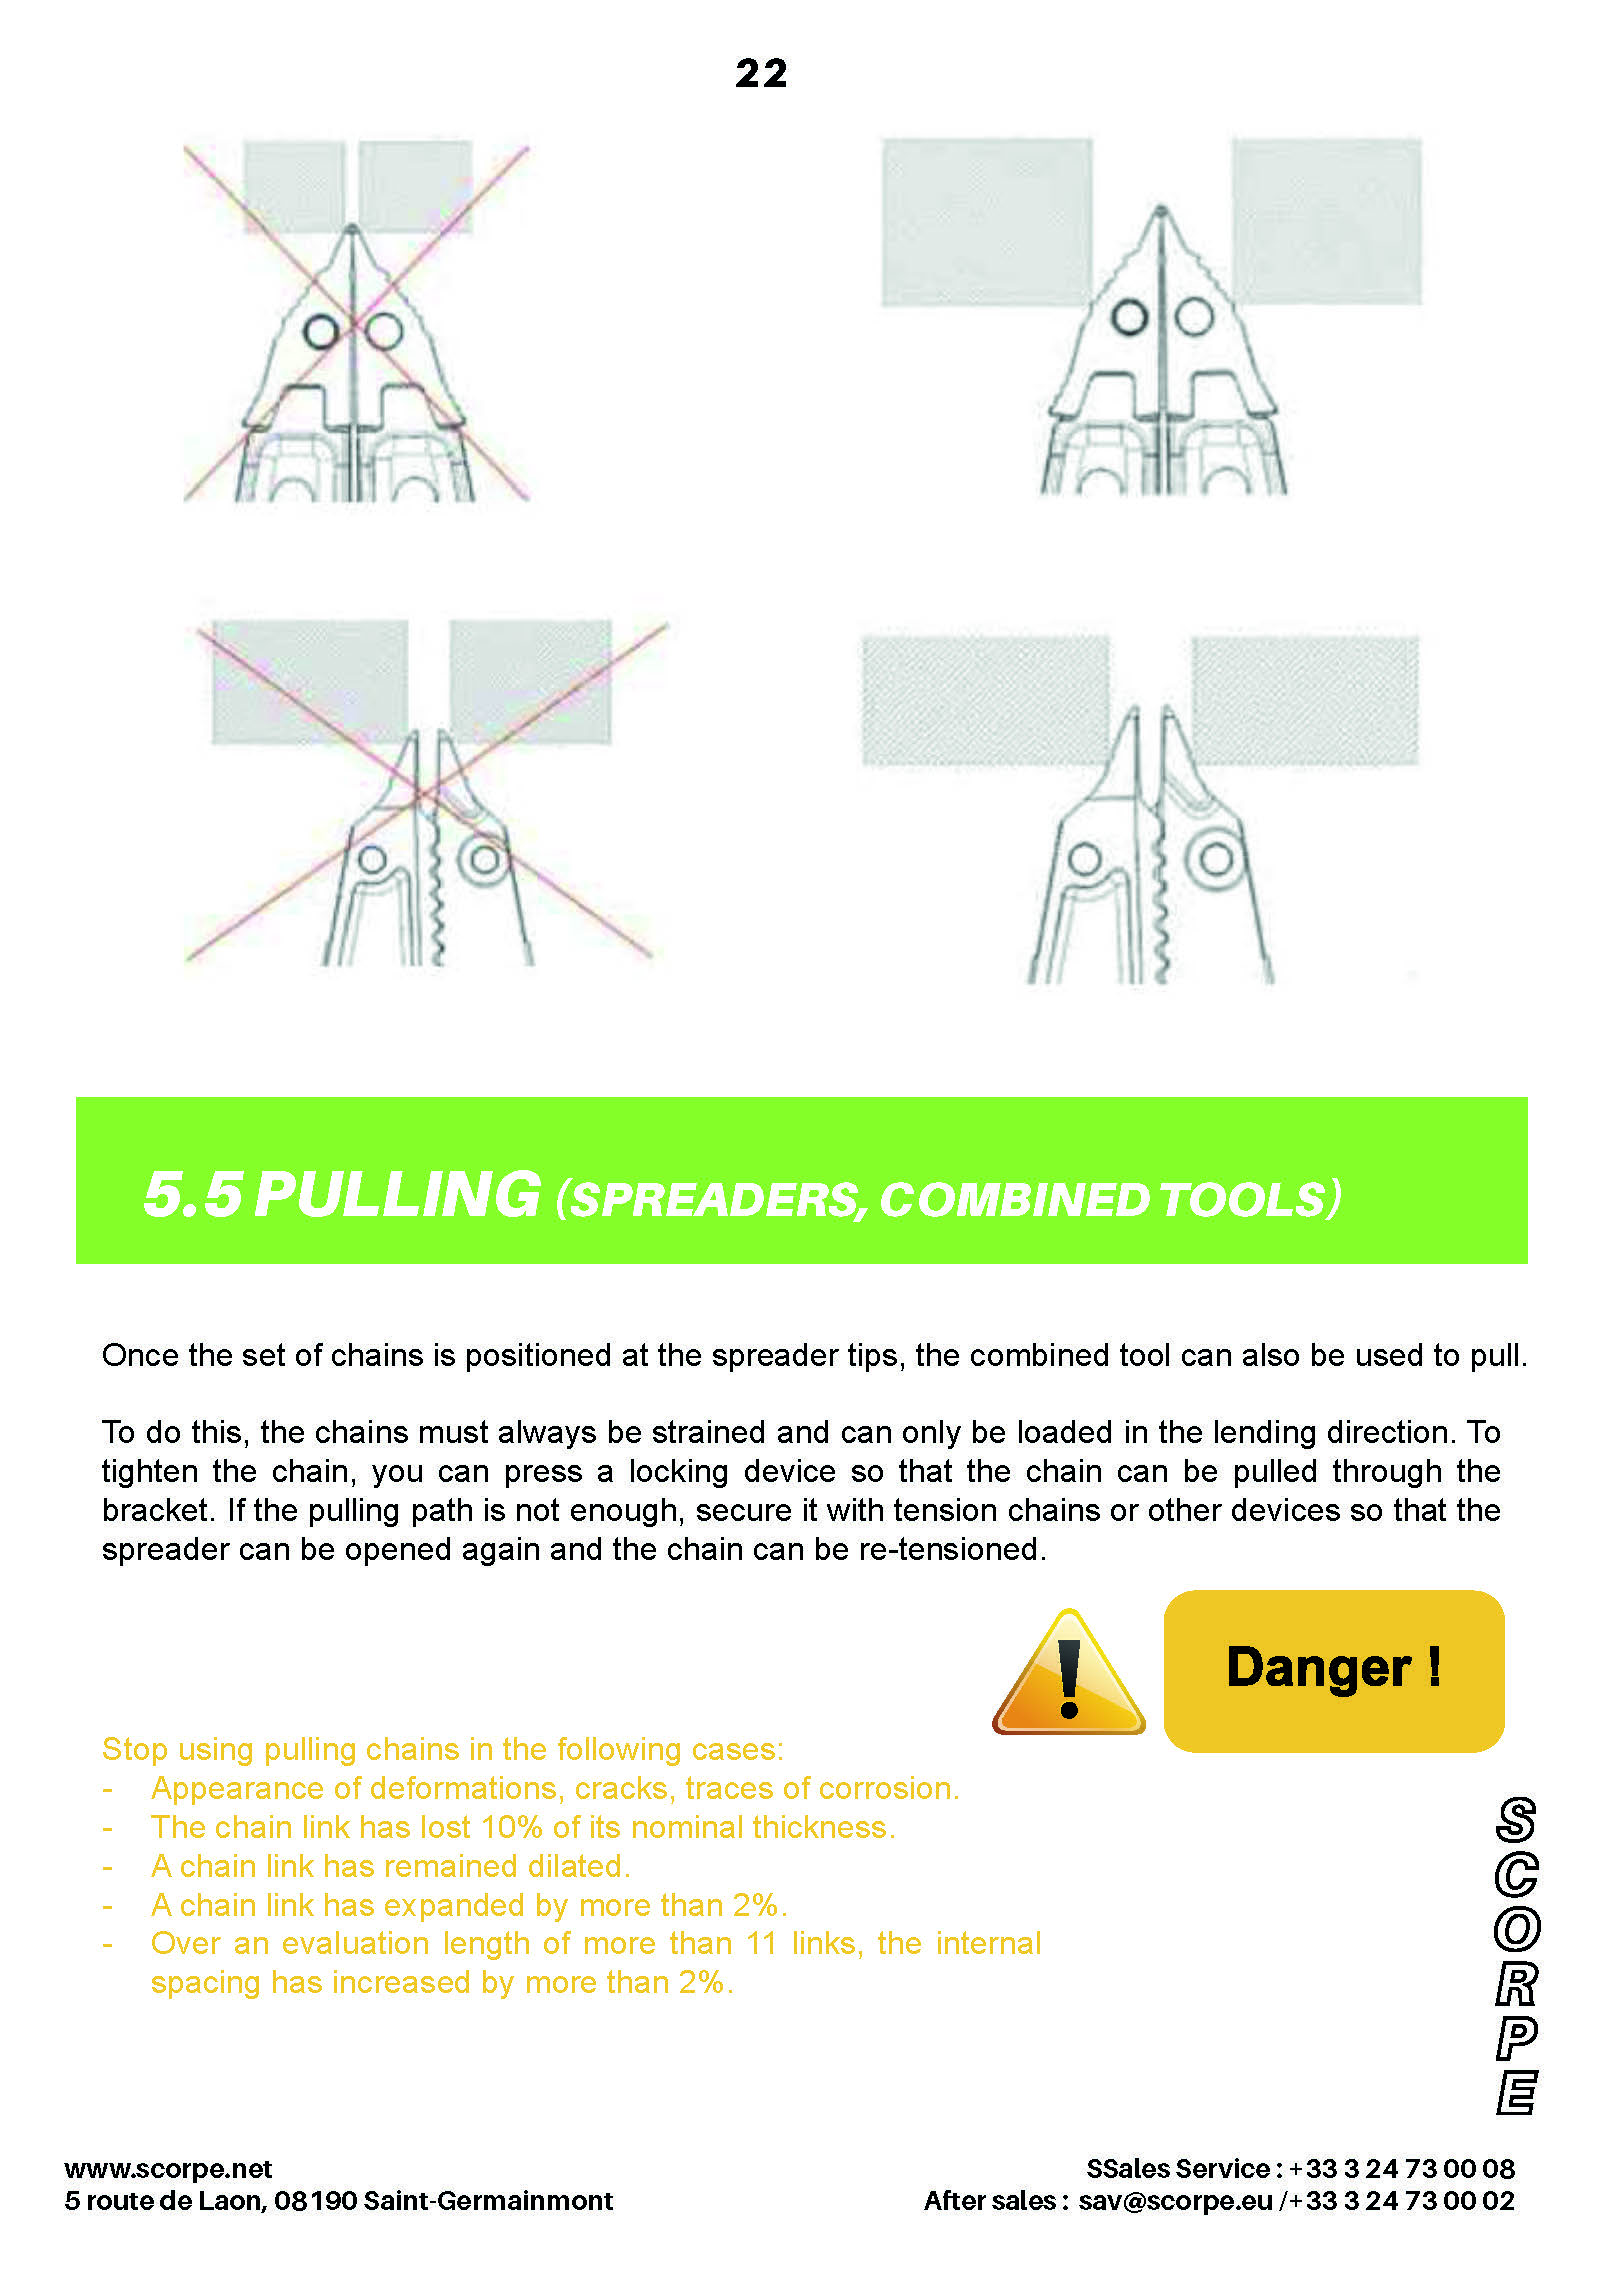 22
5.5 PULLING (SPREADERS, COMBINED TOOLS)
Once the set of chains is positioned at the spreader tips, the combined tool can also be used to pull.
To do this, the chains must always be strained and can only be loaded in the lending direction. To
tighten the chain, you can press a locking device so that the chain can be pulled through the
bracket. If the pulling path is not enough, secure it with tension chains or other devices so that the
spreader can be opened again and the chain can be re-tensioned.
Danger !
Stop using pulling chains in the following cases:
- Appearance of deformations, cracks, traces of corrosion.
- The chain link has lost 10% of its nominal thickness.
- A chain link has remained dilated.
- A chain link has expanded by more than 2%.
- Over an evaluation length of more than 11 links, the internal
spacing has increased by more than 2%.
SCORPE
www.scorpe.net
5 route de Laon, 08190 Saint-Germainmont
SSales Service : +33 3 24 73 00 08
After sales : sav@scorpe.eu /+33 3 24 73 00 02